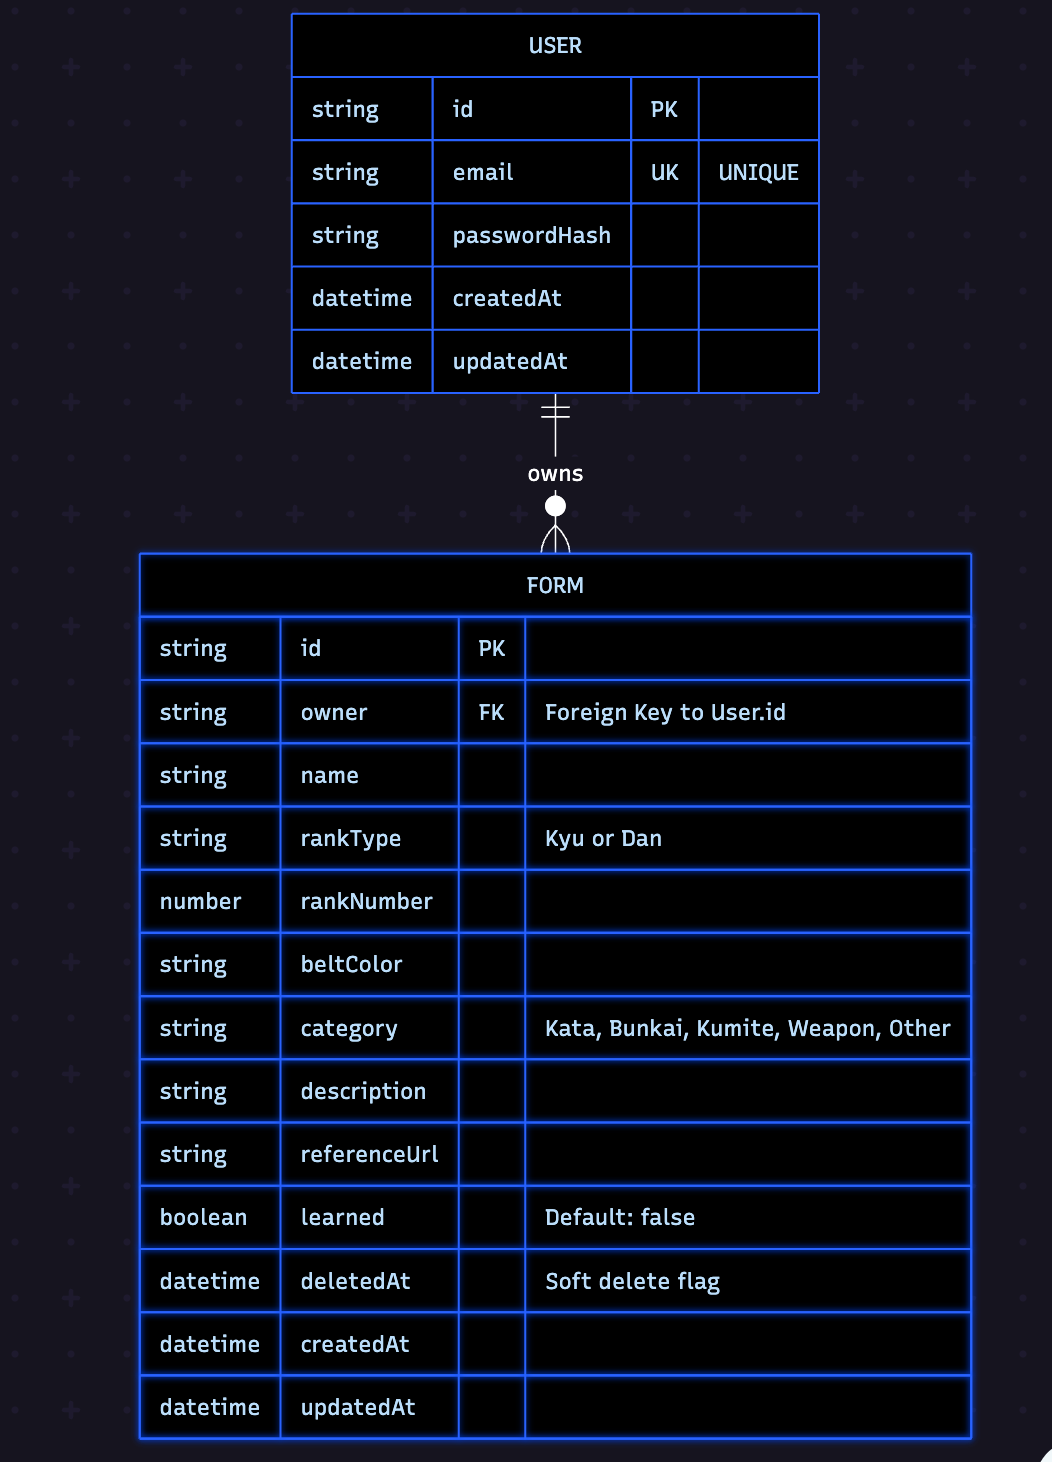 USER
string id PK
string email UK UNIQUE
string passwordHash
datetime createdAt
datetime updatedAt
owns
FORM
string id PK
string owner FK Foreign Key to User.id
string name
string rankType Kyu or Dan
number rankNumber
string beltColor
string category Kata, Bunkai, Kumite, Weapon, Other
string description
string referenceUrl
boolean learned Default: false
datetime deletedAt Soft delete flag
datetime createdAt
datetime updatedAt